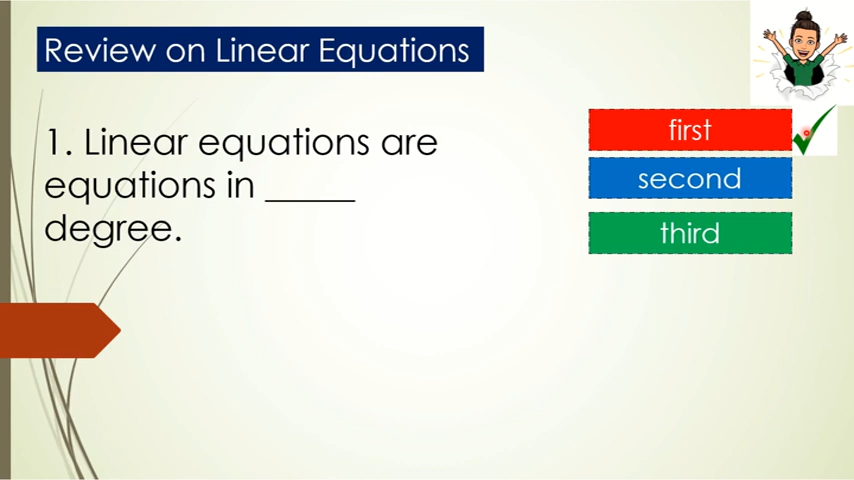 Review on Linear Equations
1. Linear equations are
equations in _____
degree.
first
second
third